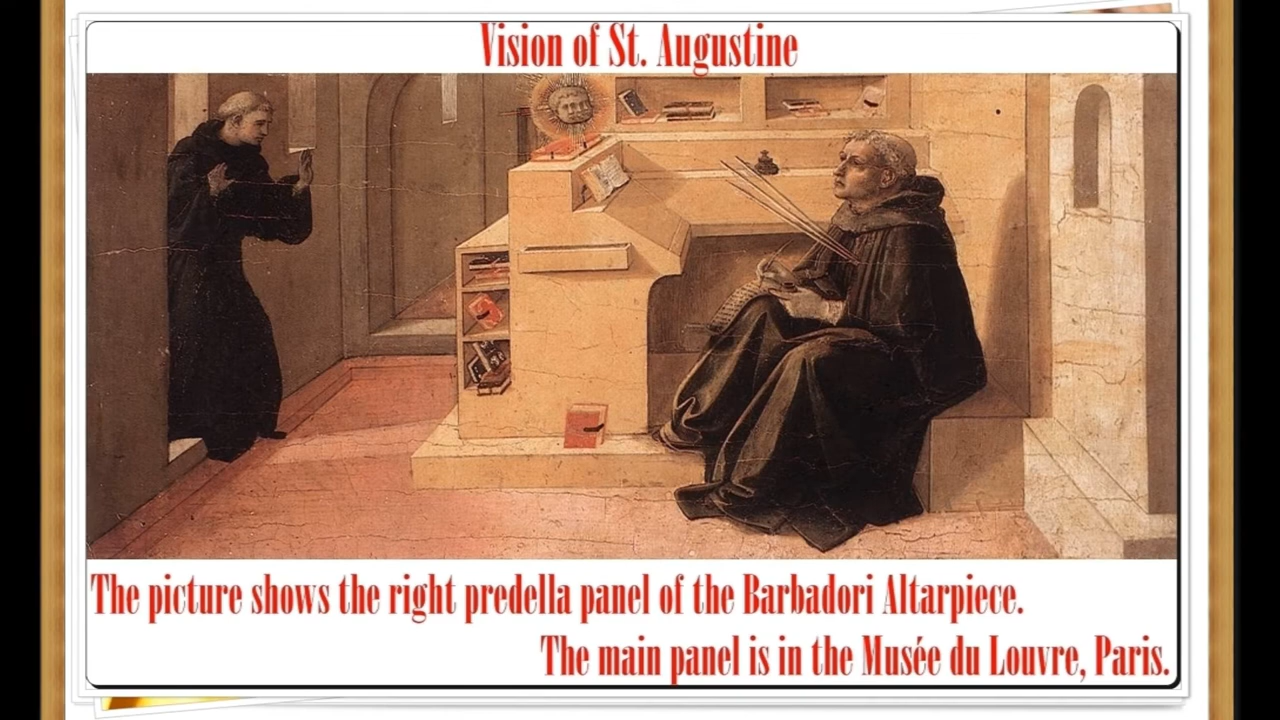 Vision of St. Augustine
The picture shows the right predella panel of the Barbadori Altarpiece.
The main panel is in the Musée du Louvre, Paris.